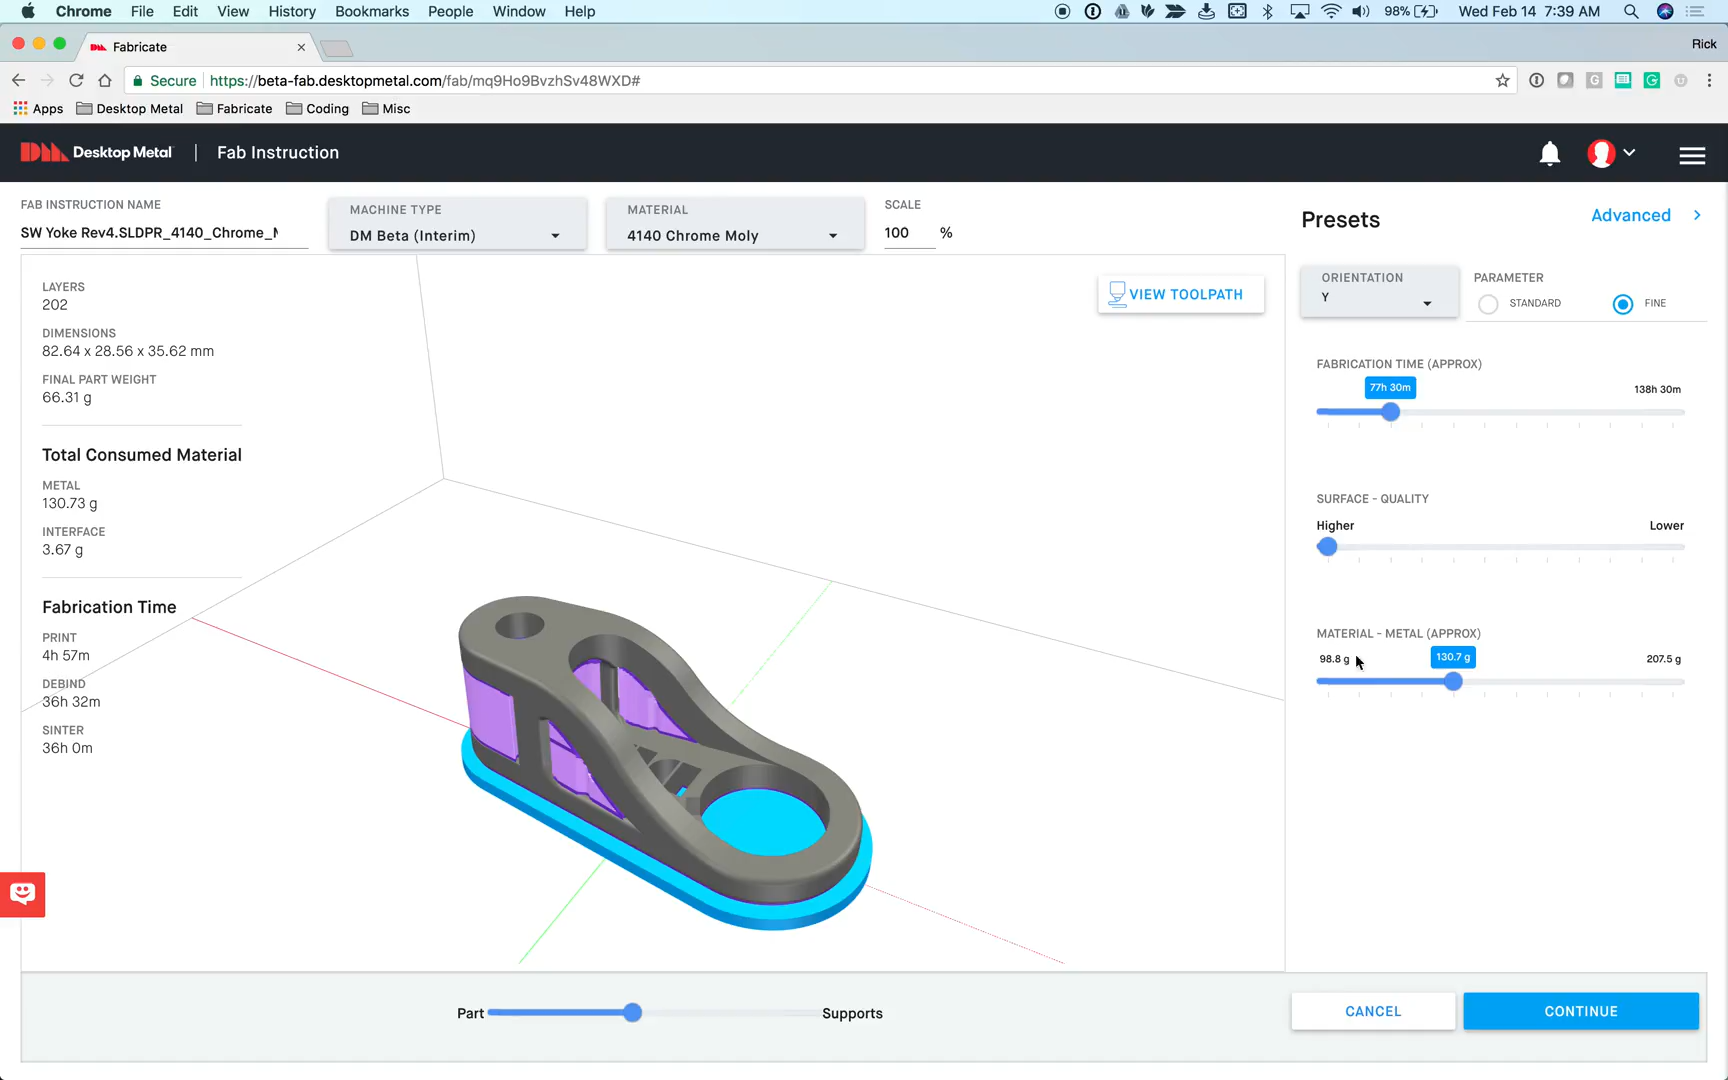 Chrome File Edit View History Bookmarks People Window Help 98% Wed Feb 14 7:39 AM
Fabricate
Rick
Secure https://beta-fab.desktopmetal.com/fab/mq9Ho9BvzhSv48WXD#
Apps Desktop Metal Fabricate Coding Misc
Desktop Metal | Fab Instruction
FAB INSTRUCTION NAME
SW Yoke Rev4.SLDPR_4140_Chrome_
MACHINE TYPE
DM Beta (Interim)
MATERIAL
4140 Chrome Moly
SCALE
100 %
Presets
Advanced
LAYERS
202
DIMENSIONS
82.64 x 28.56 x 35.62 mm
FINAL PART WEIGHT
66.31 g
Total Consumed Material
METAL
130.73 g
INTERFACE
3.67 g
Fabrication Time
PRINT
4h 57m
DEBIND
36h 32m
SINTER
36h 0m
VIEW TOOLPATH
ORIENTATION
Y
PARAMETER
STANDARD FINE
FABRICATION TIME (APPROX)
77h 30m 138h 30m
SURFACE - QUALITY
Higher Lower
MATERIAL - METAL (APPROX)
98.8 g 130.7 g 207.5 g
Part Supports
CANCEL CONTINUE